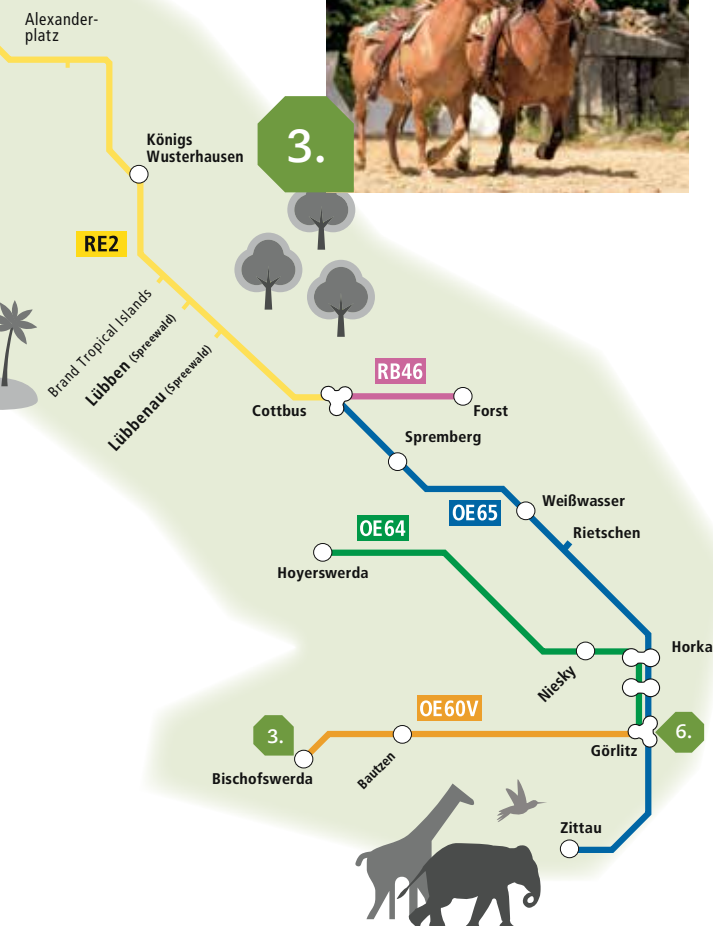 Alexander-
platz
Königs
Wusterhausen
3.
RE2
Brand Tropical Islands
Lübben (Spreewald)
Lübbenau (Spreewald)
RB46
Cottbus
Forst
Spremberg
Weißwasser
OE65
OE64
Rietschen
Hoyerswerda
Horka
Niesky
OE60V
3.
6.
Görlitz
Bischofswerda
Bautzen
Zittau